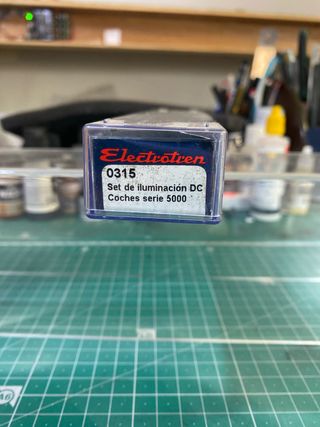 Electrotren
0315
Set de iluminación DC
Coches serie 5000